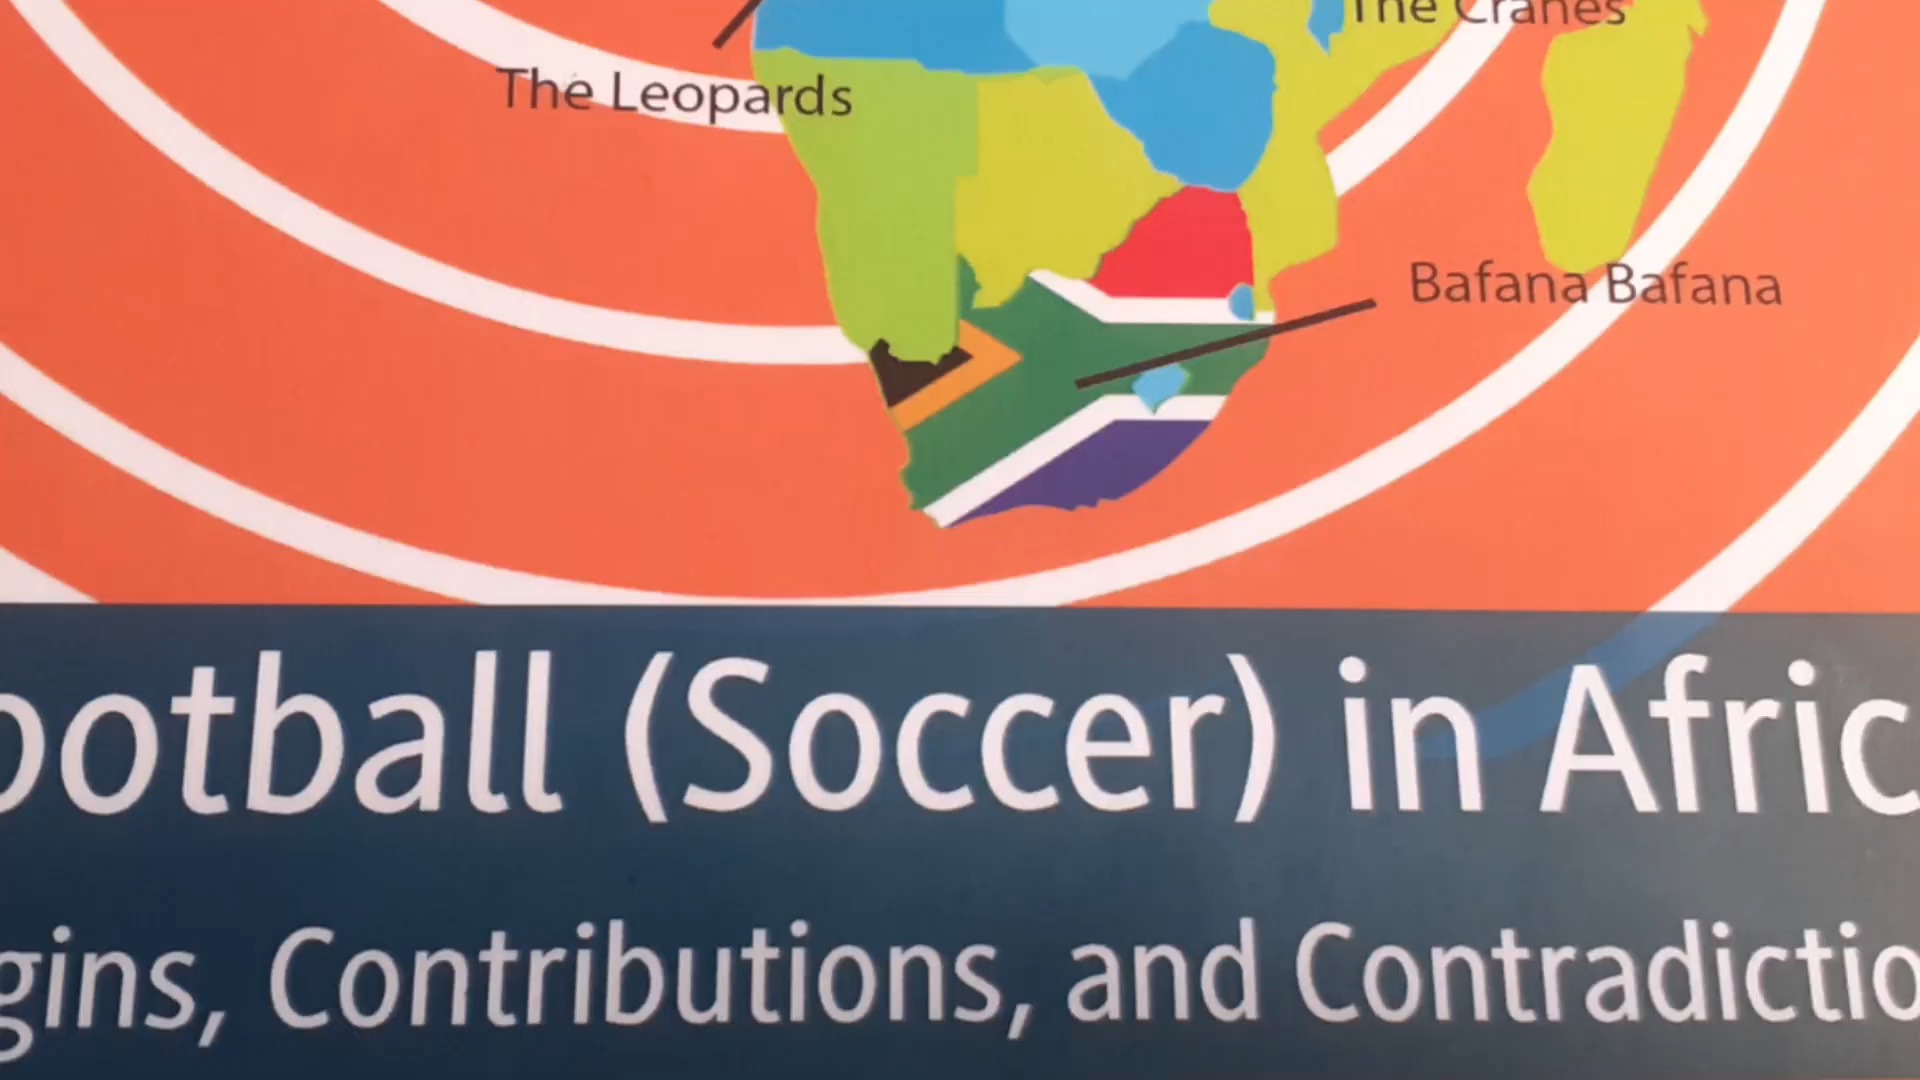 The Cranes
The Leopards
Bafana Bafana
ootball (Soccer) in Afric
gins, Contributions, and Contradictio